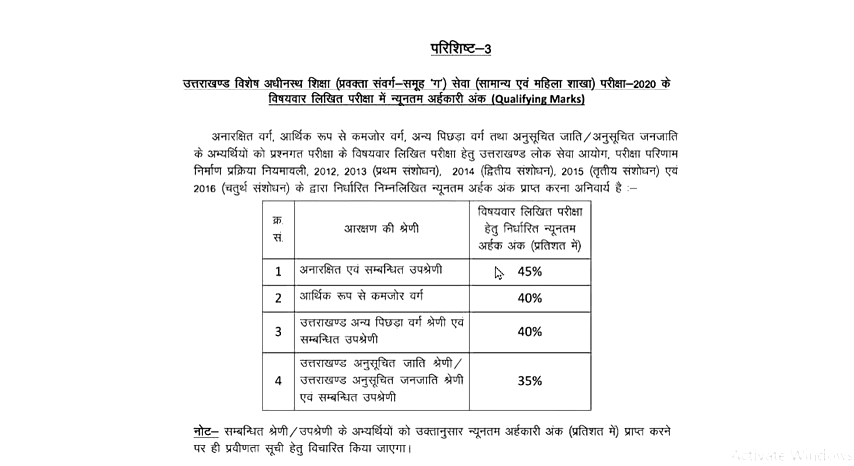 परिशिष्ट–3
उत्तराखण्ड विशेष अधीनस्थ शिक्षा (प्रवक्ता संवर्ग–समूह 'ग') सेवा (सामान्य एवं महिला शाखा) परीक्षा–2020 के
विषयवार लिखित परीक्षा में न्यूनतम अर्हकारी अंक (Qualifying Marks)
अनारक्षित वर्ग, आर्थिक रूप से कमजोर वर्ग, अन्य पिछड़ा वर्ग तथा अनुसूचित जाति/अनुसूचित जनजाति
के अभ्यर्थियों को प्रश्नगत परीक्षा के विषयवार लिखित परीक्षा हेतु उत्तराखण्ड लोक सेवा आयोग, परीक्षा परिणाम
निर्माण प्रक्रिया नियमावली, 2012, 2013 (प्रथम संशोधन), 2014 (द्वितीय संशोधन), 2015 (तृतीय संशोधन) एवं
2016 (चतुर्थ संशोधन) के द्वारा निर्धारित निम्नलिखित न्यूनतम अर्हक अंक प्राप्त करना अनिवार्य है :–
क्र. सं.
आरक्षण की श्रेणी
विषयवार लिखित परीक्षा
हेतु निर्धारित न्यूनतम
अर्हक अंक (प्रतिशत में)
1 अनारक्षित एवं सम्बन्धित उपश्रेणी 45%
2 आर्थिक रूप से कमजोर वर्ग 40%
3 उत्तराखण्ड अन्य पिछड़ा वर्ग श्रेणी एवं
सम्बन्धित उपश्रेणी 40%
4 उत्तराखण्ड अनुसूचित जाति श्रेणी/
उत्तराखण्ड अनुसूचित जनजाति श्रेणी
एवं सम्बन्धित उपश्रेणी 35%
नोट– सम्बन्धित श्रेणी/उपश्रेणी के अभ्यर्थियों को उक्तानुसार न्यूनतम अर्हकारी अंक (प्रतिशत में) प्राप्त करने
पर ही प्रवीणता सूची हेतु विचारित किया जाएगा।
Activate Windows